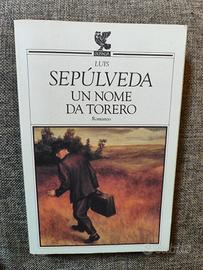 LUIS
SEPÚLVEDA
UN NOME
DA TORERO
Romanzo